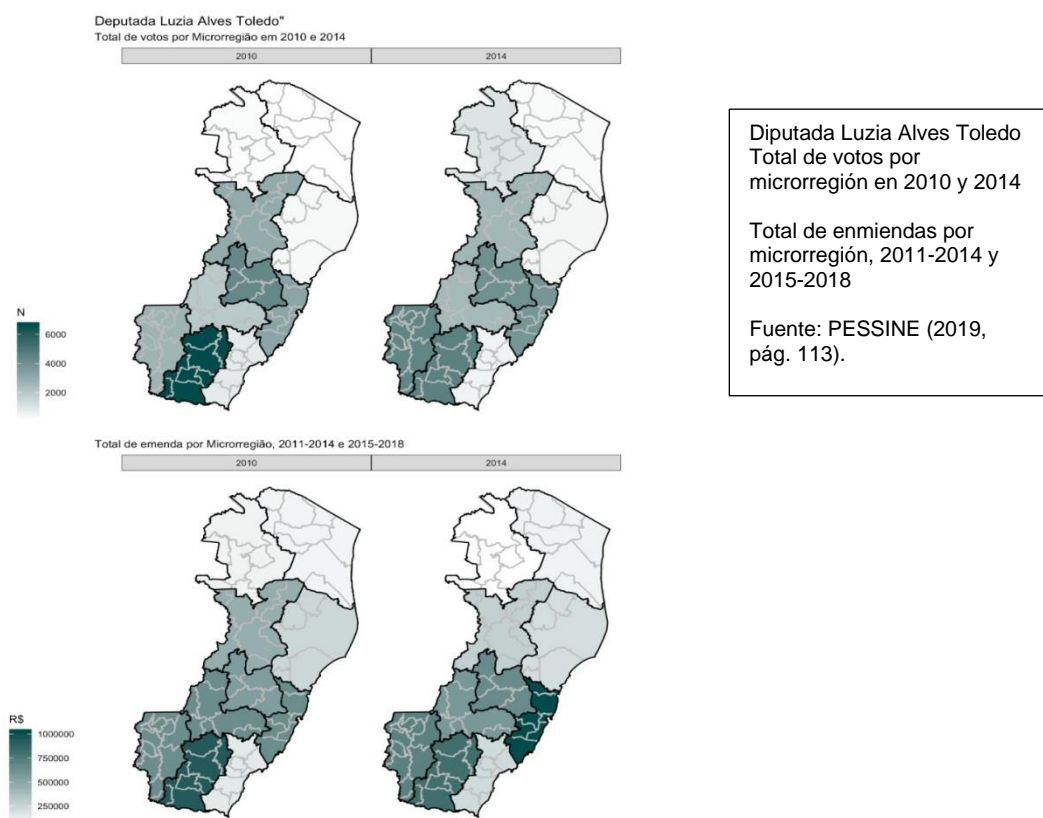 Deputada Luzia Alves Toledo"
Total de votos por Microrregião em 2010 e 2014
2010
2014
N
6000
4000
2000
Diputada Luzia Alves Toledo
Total de votos por
microrregión en 2010 y 2014
Total de enmiendas por
microrregión, 2011-2014 y
2015-2018
Fuente: PESSINE (2019,
pág. 113).
Total de emenda por Microrregião, 2011-2014 e 2015-2018
2010
2014
R$
1000000
750000
500000
250000